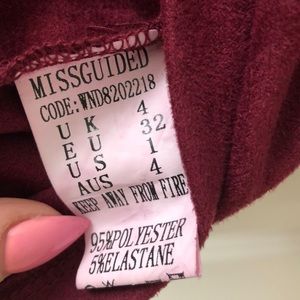 MISSGUIDED
CODE:WND8202218
UK 4
EU 32
US 1
AUS 4
KEEP AWAY FROM FIRE
95%POLYESTER
5%ELASTANE